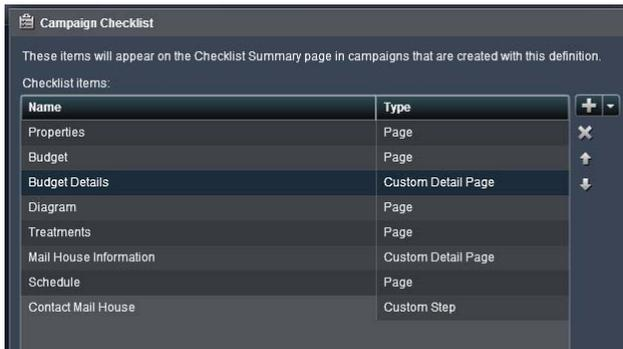 Campaign Checklist
These items will appear on the Checklist Summary page in campaigns that are created with this definition.
Checklist items:
Name Type
Properties Page
Budget Page
Budget Details Custom Detail Page
Diagram Page
Treatments Page
Mail House Information Custom Detail Page
Schedule Page
Contact Mail House Custom Step